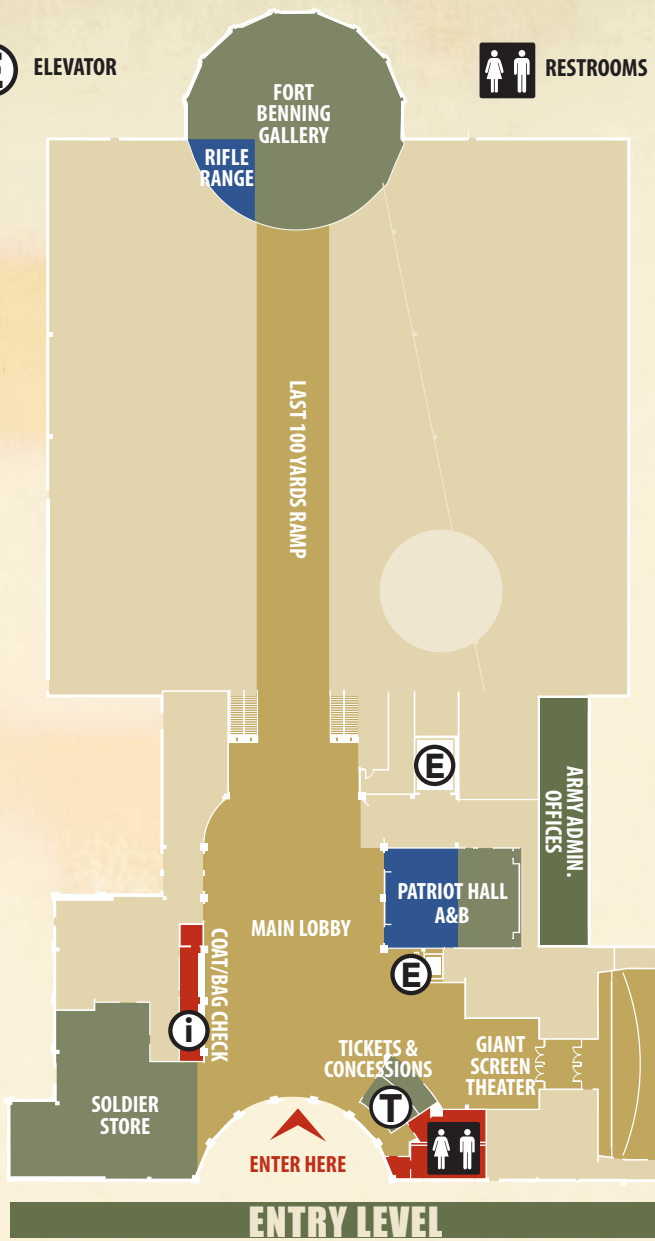 E ELEVATOR
RESTROOMS
FORT
BENNING
GALLERY
RIFLE
RANGE
LAST 100 YARDS RAMP
E
ARMY ADMIN.
OFFICES
PATRIOT HALL
A&B
MAIN LOBBY
COAT/BAG CHECK
E
i
TICKETS &
CONCESSIONS
T
GIANT
SCREEN
THEATER
SOLDIER
STORE
ENTER HERE
ENTRY LEVEL